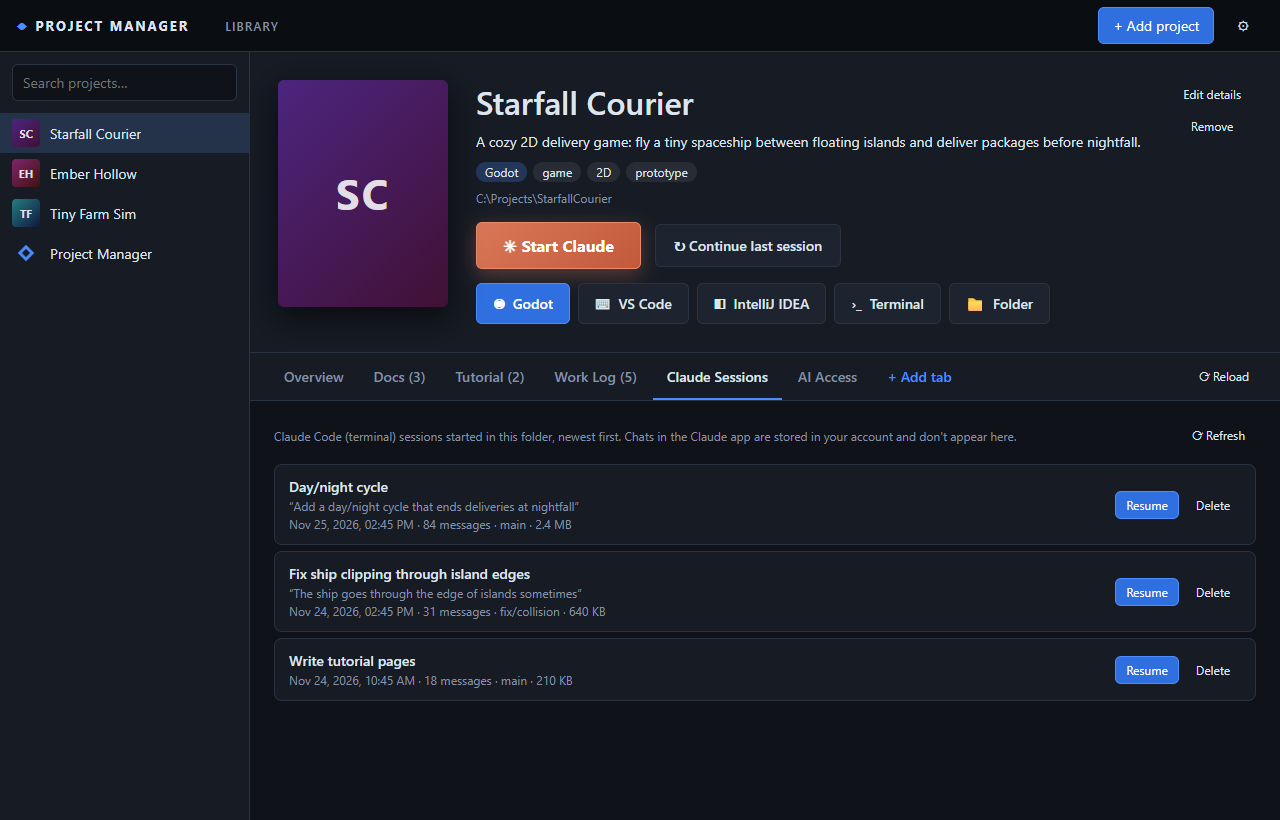 PROJECT MANAGER
LIBRARY
+ Add project
Search projects...
SC Starfall Courier
EH Ember Hollow
TF Tiny Farm Sim
Project Manager
SC
Starfall Courier
Edit details
Remove
A cozy 2D delivery game: fly a tiny spaceship between floating islands and deliver packages before nightfall.
Godot game 2D prototype
C:\Projects\StarfallCourier
Start Claude
Continue last session
Godot
VS Code
IntelliJ IDEA
>_ Terminal
Folder
Overview
Docs (3)
Tutorial (2)
Work Log (5)
Claude Sessions
AI Access
+ Add tab
Reload
Claude Code (terminal) sessions started in this folder, newest first. Chats in the Claude app are stored in your account and don't appear here.
Refresh
Day/night cycle
“Add a day/night cycle that ends deliveries at nightfall”
Nov 25, 2026, 02:45 PM · 84 messages · main · 2.4 MB
Resume Delete
Fix ship clipping through island edges
“The ship goes through the edge of islands sometimes”
Nov 24, 2026, 02:45 PM · 31 messages · fix/collision · 640 KB
Resume Delete
Write tutorial pages
Nov 24, 2026, 10:45 AM · 18 messages · main · 210 KB
Resume Delete